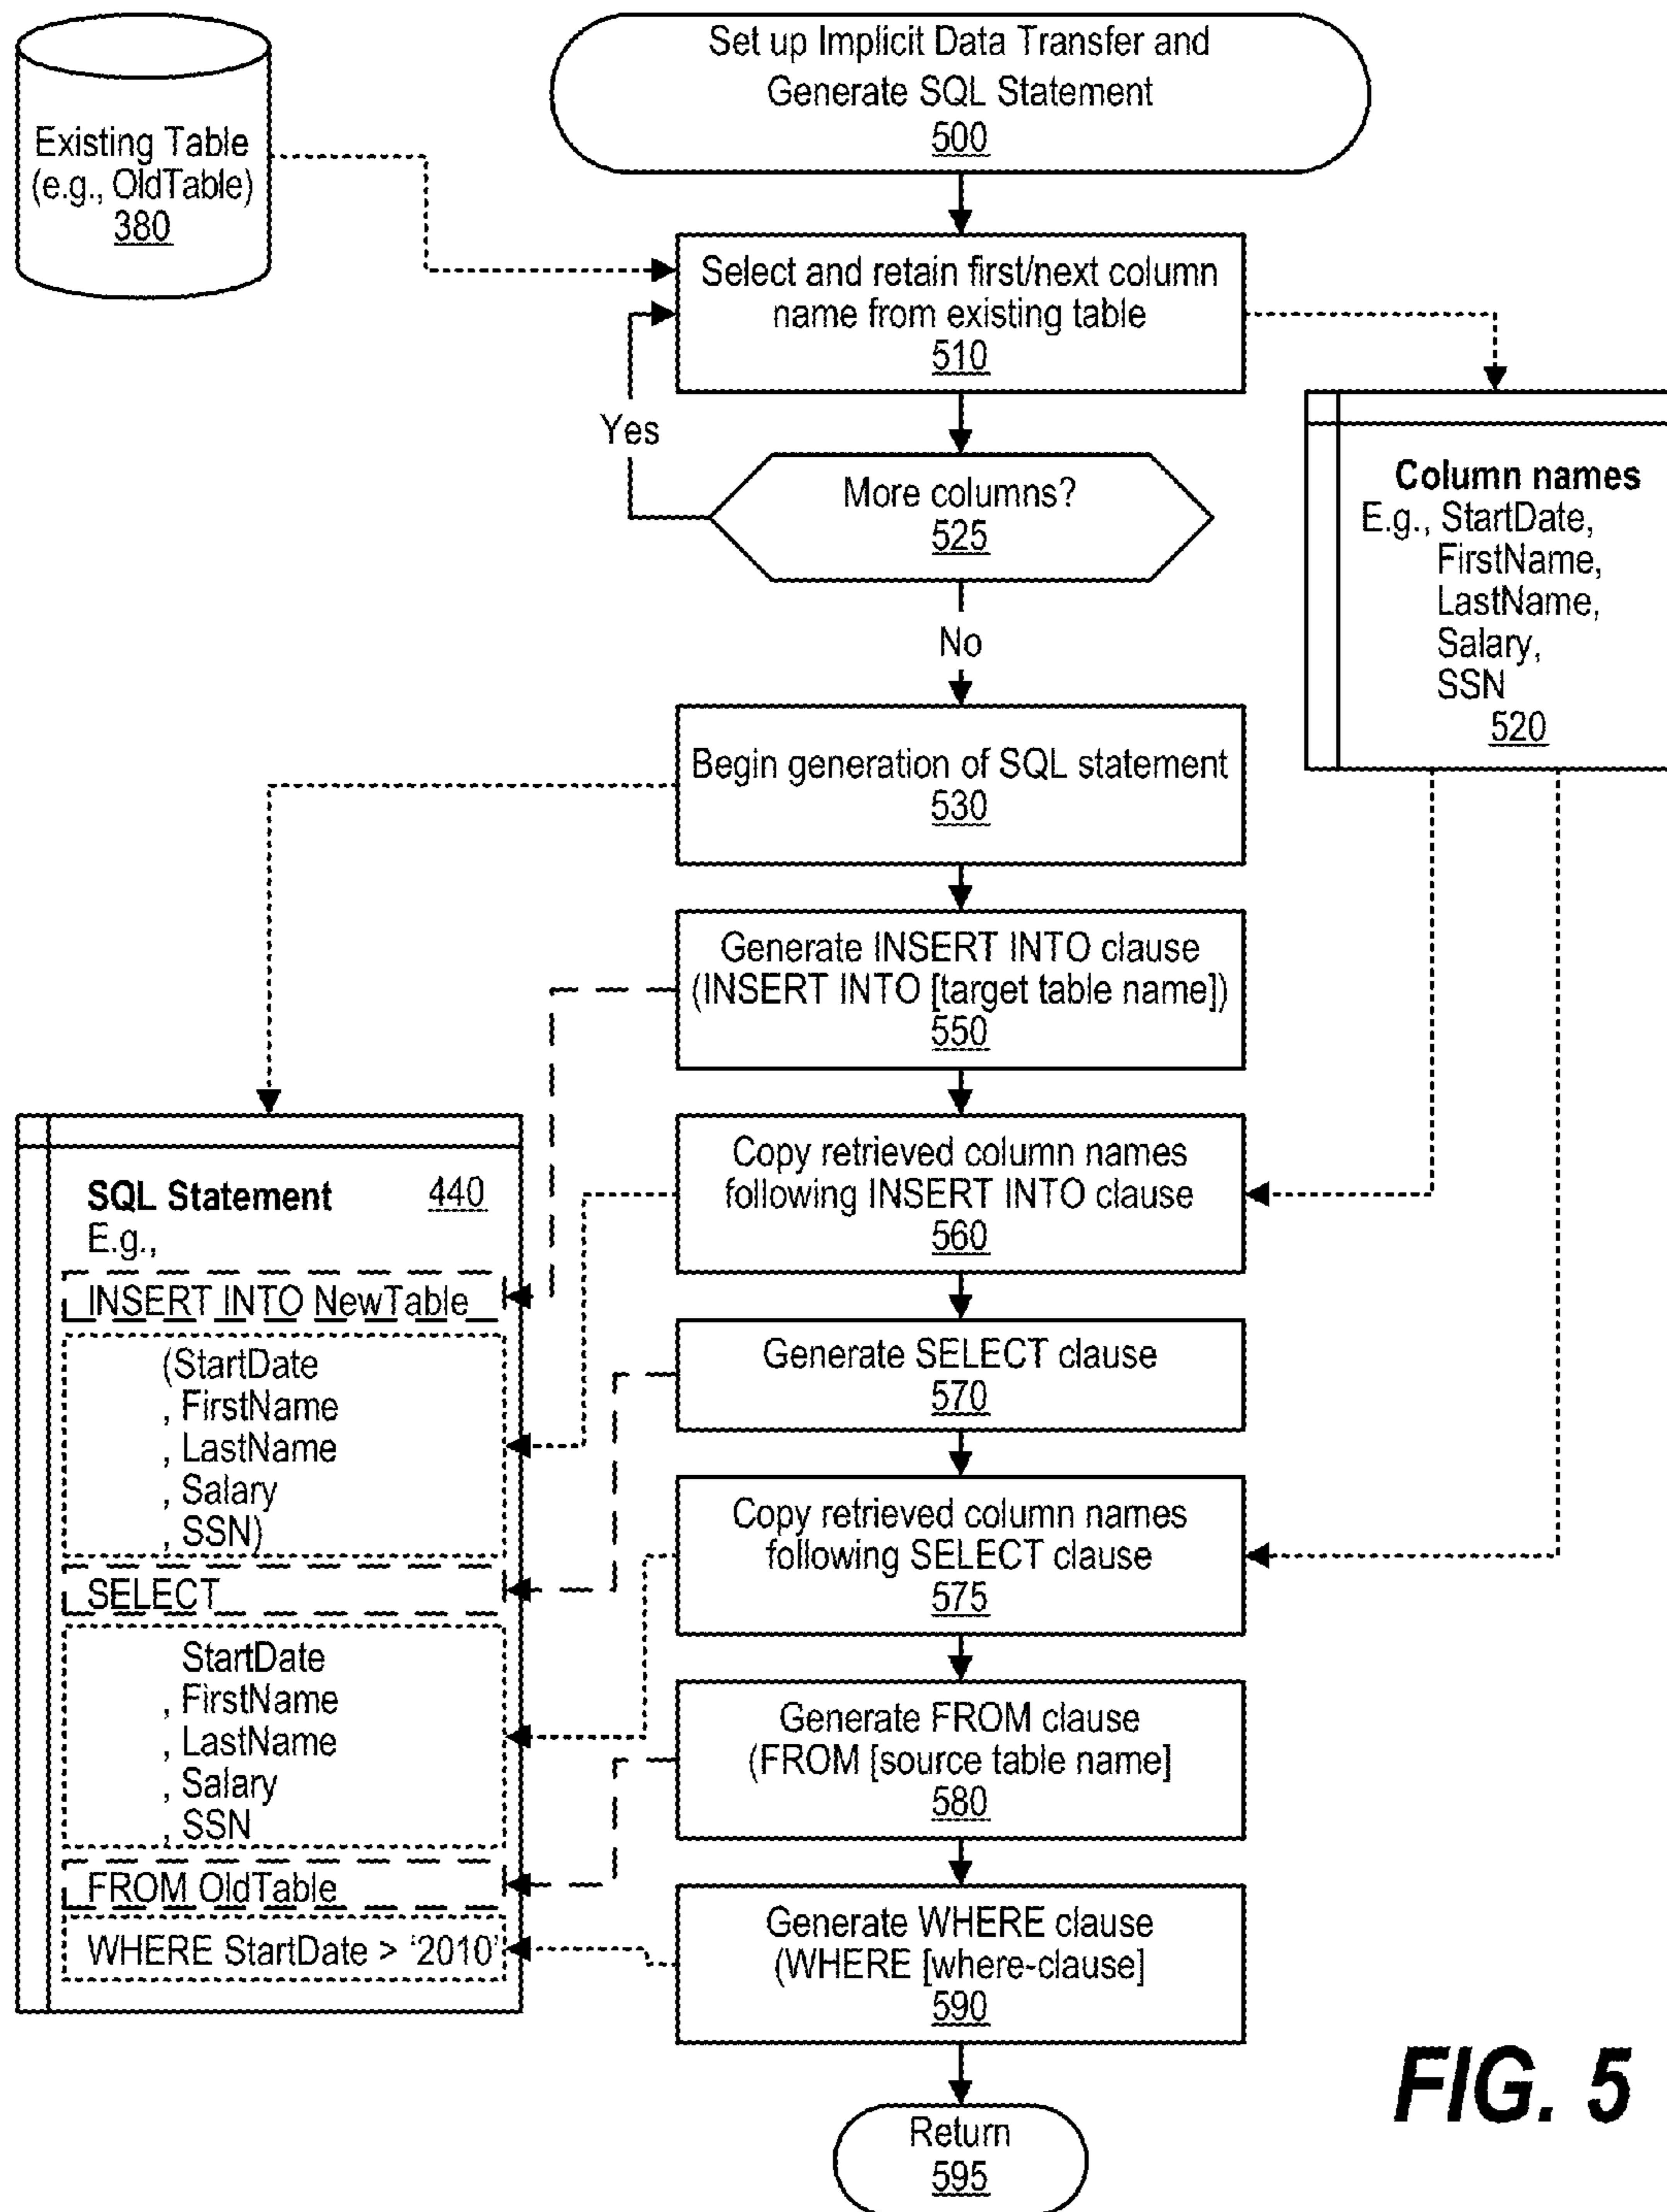 Set up Implicit Data Transfer and
Generate SQL Statement
500
Existing Table
(e.g., OldTable)
380
Select and retain first/next column
name from existing table
510
Yes
More columns?
525
No
Column names
E.g., StartDate,
FirstName,
LastName,
Salary,
SSN
520
Begin generation of SQL statement
530
Generate INSERT INTO clause
(INSERT INTO [target table name])
550
Copy retrieved column names
following INSERT INTO clause
560
Generate SELECT clause
570
Copy retrieved column names
following SELECT clause
575
Generate FROM clause
(FROM [source table name]
580
Generate WHERE clause
(WHERE [where-clause]
590
Return
595
SQL Statement 440
E.g.,
INSERT INTO NewTable
(StartDate
, FirstName
, LastName
, Salary
, SSN)
SELECT
StartDate
, FirstName
, LastName
, Salary
, SSN
FROM OldTable
WHERE StartDate > ‘2010’
FIG. 5